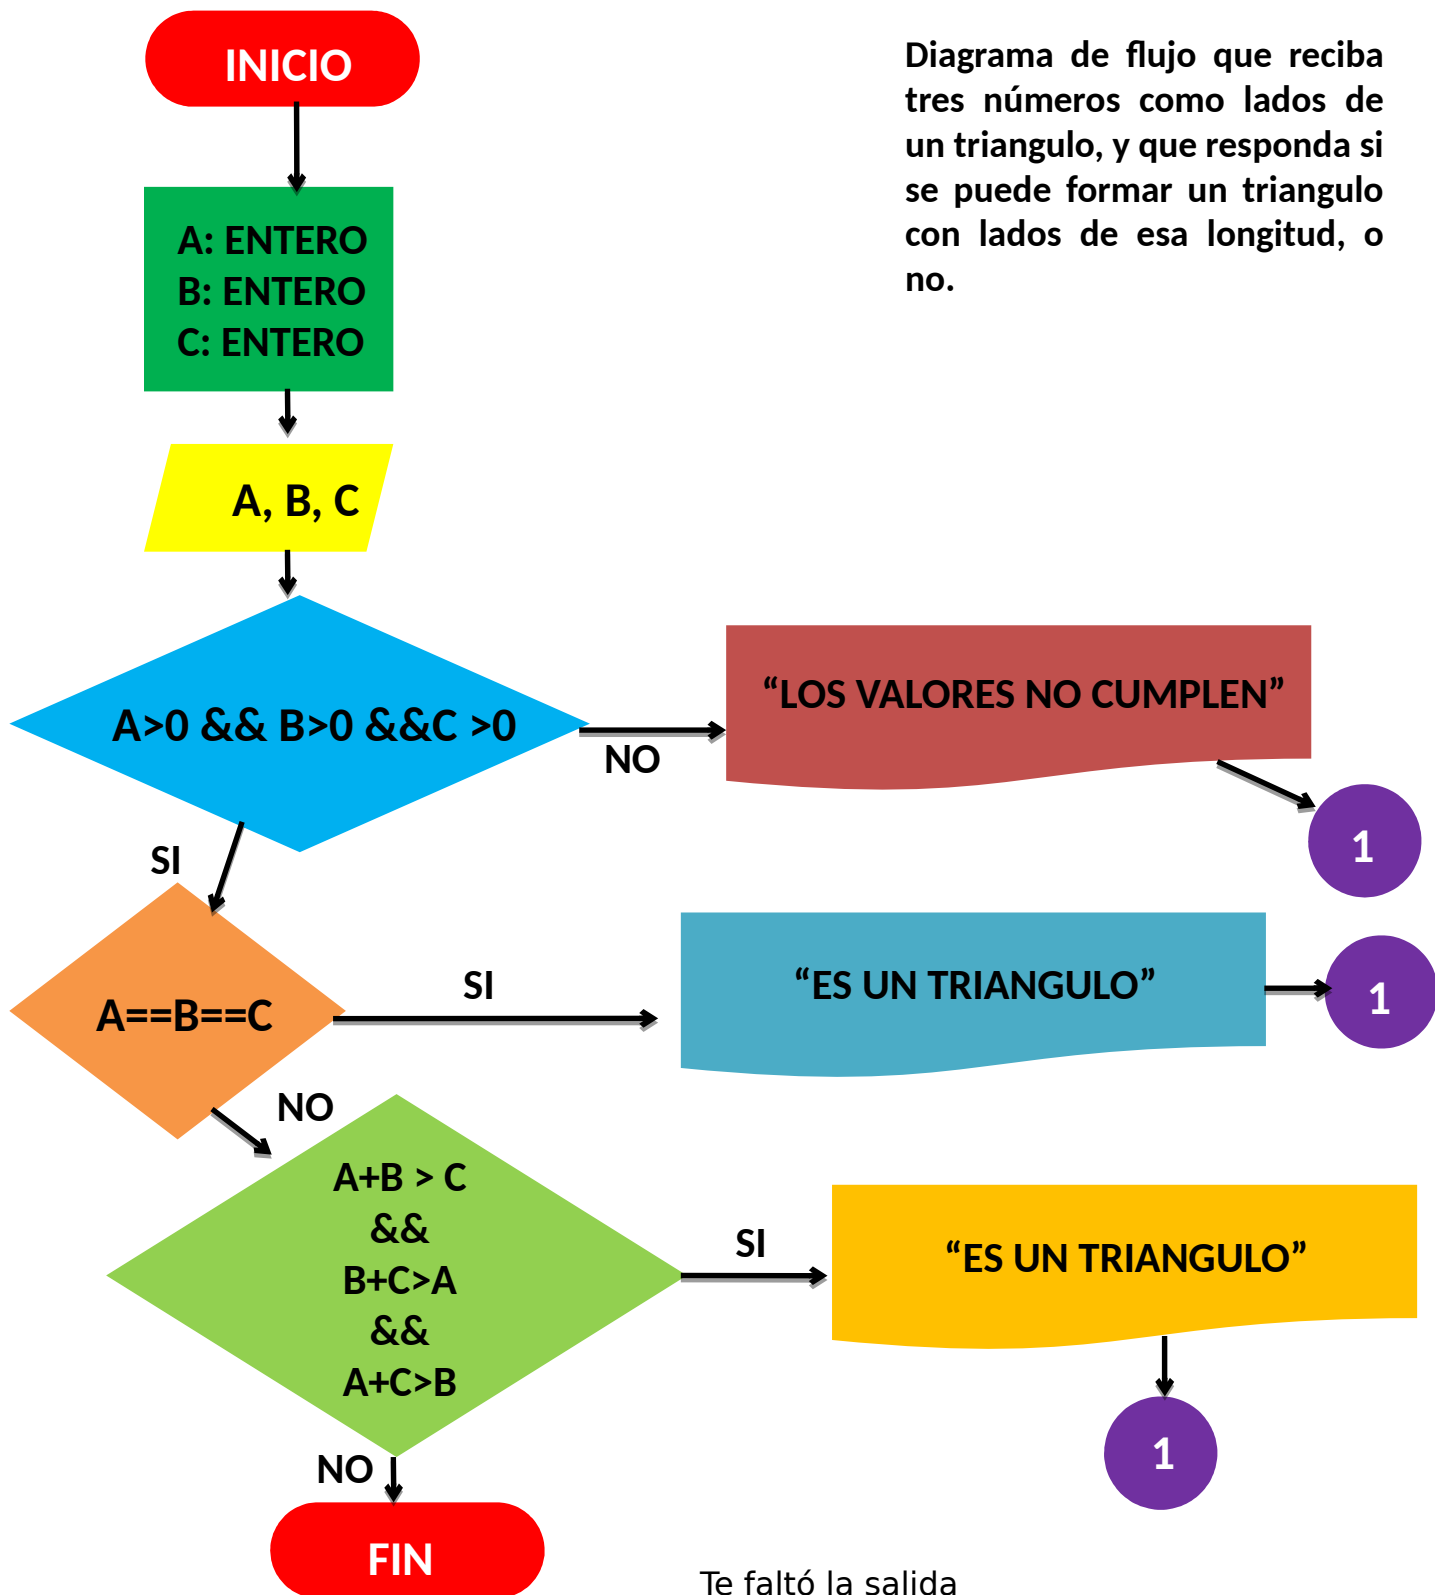 INICIO
Diagrama de flujo que reciba
tres números como lados de
un triangulo, y que responda si
se puede formar un triangulo
con lados de esa longitud, o
no.
A: ENTERO
B: ENTERO
C: ENTERO
A, B, C
A>0 && B>0 &&C >0
NO
“LOS VALORES NO CUMPLEN”
1
SI
A==B==C
SI
“ES UN TRIANGULO”
1
NO
A+B > C
&&
B+C>A
&&
A+C>B
SI
“ES UN TRIANGULO”
1
NO
FIN
Te faltó la salida